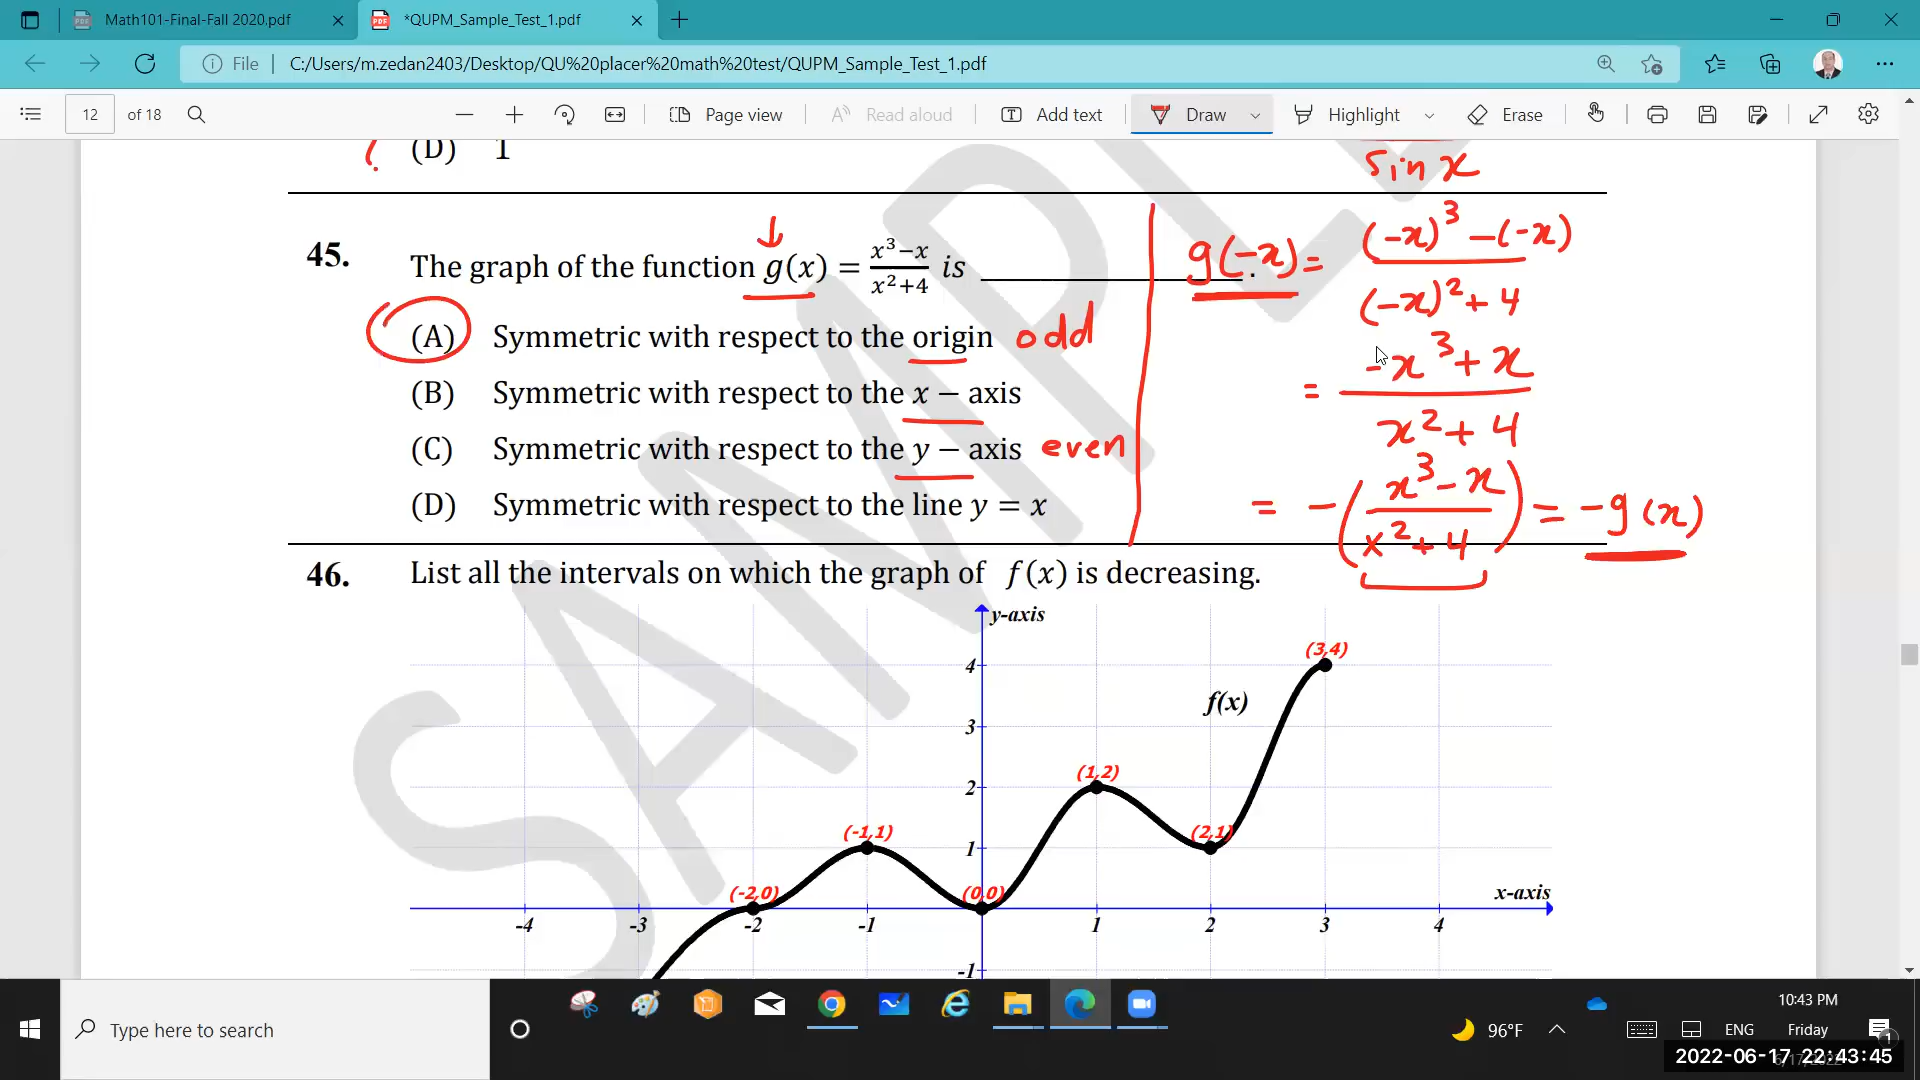 Math101-Final-Fall 2020.pdf
*QUPM_Sample_Test_1.pdf
File
C:/Users/m.zedan2403/Desktop/QU%20placer%20math%20test/QUPM_Sample_Test_1.pdf
12 of 18
Page view
Read aloud
Add text
Draw
Highlight
Erase
(D) 1
sin x
45. The graph of the function g(x) = x³−x / x²+4 is ____________.
(A) Symmetric with respect to the origin odd
(B) Symmetric with respect to the x − axis
(C) Symmetric with respect to the y − axis even
(D) Symmetric with respect to the line y = x
g(-x) = (-x)³ -(-x) / (-x)² + 4
= -x³ + x / x² + 4
= - ( x³ - x / x² + 4 ) = -g(x)
46. List all the intervals on which the graph of f(x) is decreasing.
y-axis
(3,4)
4
f(x)
3
(1,2)
2
(-1,1)
(2,1)
1
(-2,0)
(0,0)
x-axis
-4 -3 -2 -1 1 2 3 4
-1
SAMPLE
Type here to search
96°F
ENG
10:43 PM
Friday
1
2022-06-17 22:43:45